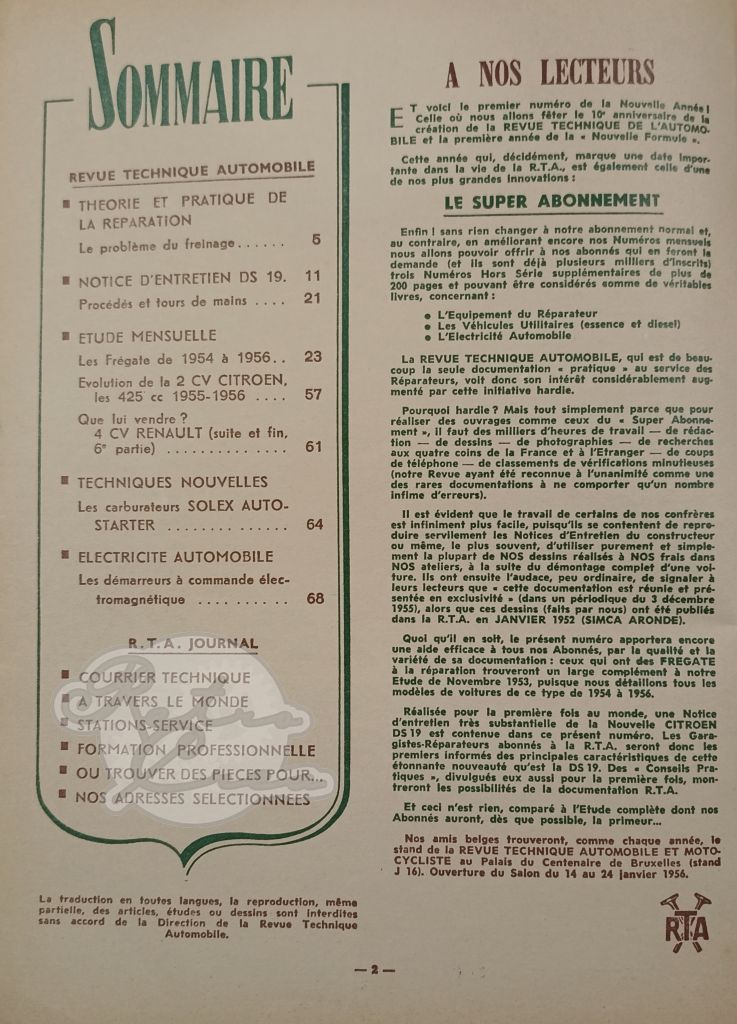 SOMMAIRE
REVUE TECHNIQUE AUTOMOBILE
■ THEORIE ET PRATIQUE DE
LA REPARATION
Le problème du freinage...... 5
■ NOTICE D'ENTRETIEN DS 19. 11
Procédés et tours de mains .... 21
■ ETUDE MENSUELLE
Les Frégate de 1954 à 1956.. 23
Evolution de la 2 CV CITROEN,
les 425 cc 1955-1956 .... 57
Que lui vendre ?
4 CV RENAULT (suite et fin,
6e partie) ............. 61
■ TECHNIQUES NOUVELLES
Les carburateurs SOLEX AUTO-
STARTER ............. 64
■ ELECTRICITE AUTOMOBILE
Les démarreurs à commande élec-
tromagnétique .......... 68
R.T.A. JOURNAL
■ COURRIER TECHNIQUE
■ A TRAVERS LE MONDE
■ STATIONS-SERVICE
■ FORMATION PROFESSIONNELLE
■ OU TROUVER DES PIECES POUR...
■ NOS ADRESSES SELECTIONNEES
La traduction en toutes langues, la reproduction, même
partielle, des articles, études ou dessins sont interdites
sans accord de la Direction de la Revue Technique
Automobile.
A NOS LECTEURS
ET voici le premier numéro de la Nouvelle Année !
Celle où nous allons fêter le 10e anniversaire de la
création de la REVUE TECHNIQUE DE L'AUTOMO-
BILE et la première année de la « Nouvelle Formule ».
Cette année qui, décidément, marque une date impor-
tante dans la vie de la R.T.A., est également celle d'une
de nos plus grandes innovations :
LE SUPER ABONNEMENT
Enfin ! sans rien changer à notre abonnement normal et,
au contraire, en améliorant encore nos Numéros mensuels
nous allons pouvoir offrir à nos abonnés qui en feront la
demande (et ils sont déjà plusieurs milliers d'inscrits)
trois Numéros Hors Série supplémentaires de plus de
200 pages et pouvant être considérés comme de véritables
livres, concernant :
● L'Equipement du Réparateur
● Les Véhicules Utilitaires (essence et diesel)
● L'Electricité Automobile
La REVUE TECHNIQUE AUTOMOBILE, qui est de beau-
coup la seule documentation « pratique » au service des
Réparateurs, voit donc son intérêt considérablement aug-
menté par cette initiative hardie.
Pourquoi hardie ? Mais tout simplement parce que pour
réaliser des ouvrages comme ceux du « Super Abonne-
ment », il faut des milliers d'heures de travail — de rédac-
tion — de dessins — de photographies — de recherches
aux quatre coins de la France et à l'Etranger — de coups
de téléphone — de classements de vérifications minutieuses
(notre Revue ayant été reconnue à l'unanimité comme une
des rares documentations à ne comporter qu'un nombre
infime d'erreurs).
Il est évident que le travail de certains de nos confrères
est infiniment plus facile, puisqu'ils se contentent de repro-
duire servilement les Notices d'Entretien du constructeur
ou même, le plus souvent, d'utiliser purement et simple-
ment la plupart de NOS dessins réalisés à NOS frais dans
NOS ateliers, à la suite du démontage complet d'une voi-
ture. Ils ont ensuite l'audace, peu ordinaire, de signaler à
leurs lecteurs que « cette documentation est réunie et pré-
sentée en exclusivité » (dans un périodique du 3 décembre
1955), alors que ces dessins (faits par nous) ont été publiés
dans la R.T.A. en JANVIER 1952 (SIMCA ARONDE).
Quoi qu'il en soit, le présent numéro apportera encore
une aide efficace à tous nos Abonnés, par la qualité et la
variété de sa documentation : ceux qui ont des FREGATE
à la réparation trouveront un large complément à notre
Etude de Novembre 1953, puisque nous détaillons tous les
modèles de voitures de ce type de 1954 à 1956.
Réalisée pour la première fois au monde, une Notice
d'entretien très substantielle de la Nouvelle CITROEN
DS 19 est contenue dans ce présent numéro. Les Gara-
gistes-Réparateurs abonnés à la R.T.A. seront donc les
premiers informés des principales caractéristiques de cette
étonnante nouveauté qu'est la DS 19. Des « Conseils Pra-
tiques », divulgués eux aussi pour la première fois, mon-
treront les possibilités de la documentation R.T.A.
Et ceci n'est rien, comparé à l'Etude complète dont nos
Abonnés auront, dès que possible, la primeur...
Nos amis belges trouveront, comme chaque année, le
stand de la REVUE TECHNIQUE AUTOMOBILE ET MOTO-
CYCLISTE au Palais du Centenaire de Bruxelles (stand
J 16). Ouverture du Salon du 14 au 24 janvier 1956.
RTA
— 2 —